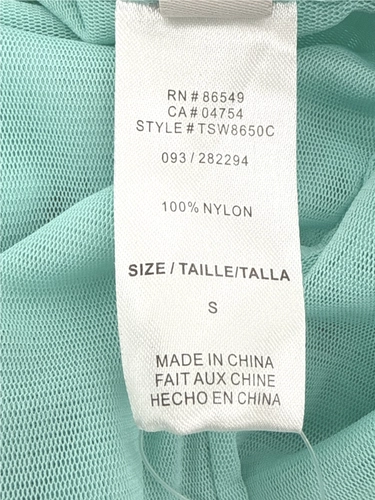 RN # 86549
CA # 04754
STYLE # TSW8650C
093 / 282294
100% NYLON
SIZE / TAILLE/TALLA
S
MADE IN CHINA
FAIT AUX CHINE
HECHO EN CHINA